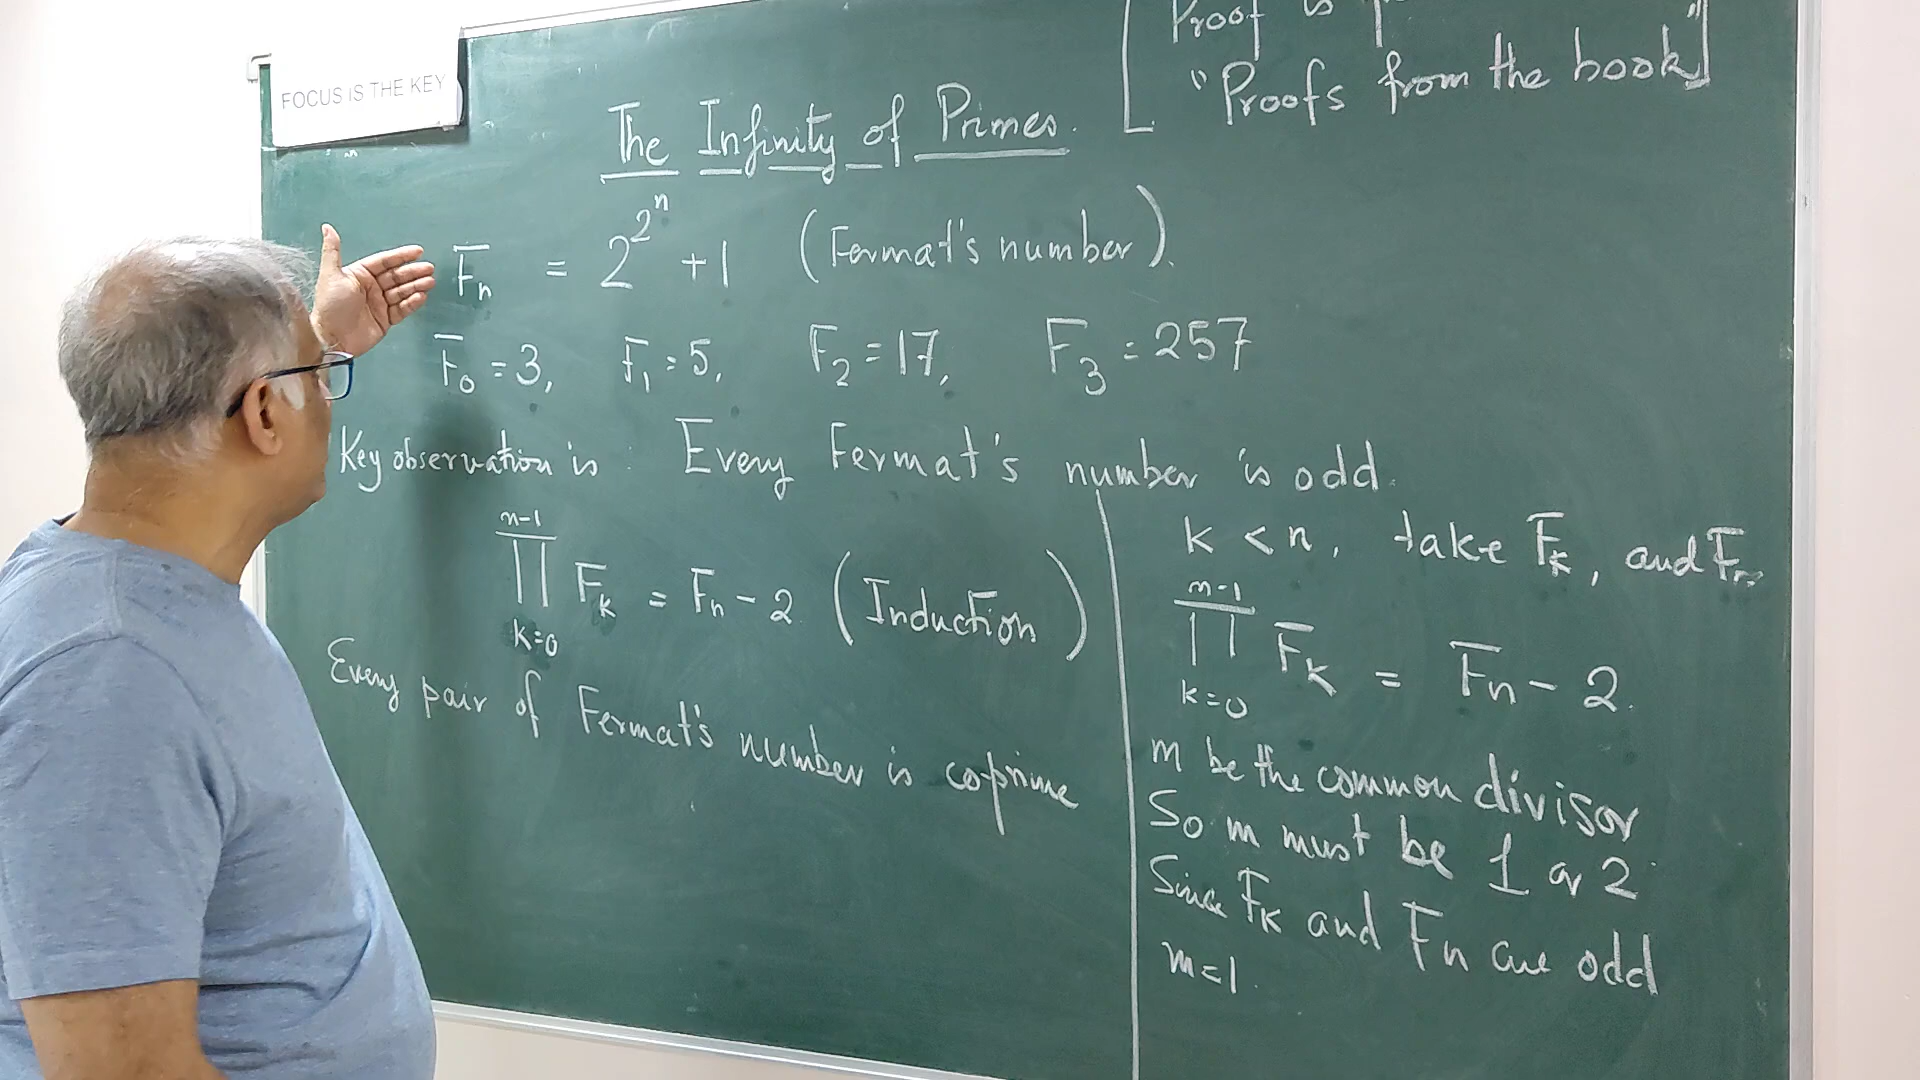 FOCUS IS THE KEY
Proof is
"Proofs from the book"]
The Infinity of Primes.
Fn = 2^2^n + 1 (Fermat's number).
F0 = 3, F1 = 5, F2 = 17, F3 = 257
Key observation is : Every Fermat's number is odd.
n-1
∏ Fk = Fn - 2 (Induction)
k=0
Every pair of Fermat's number is coprime
k < n, take Fk, and Fn
n-1
∏ Fk = Fn - 2.
k=0
m be the common divisor
So m must be 1 or 2
Since Fk and Fn are odd
m=1.